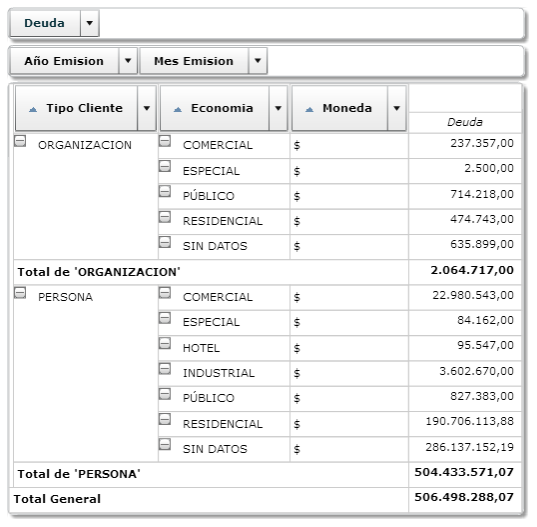 Deuda
Año Emision Mes Emision
Tipo Cliente Economia Moneda
Deuda
ORGANIZACION COMERCIAL $ 237.357,00
ESPECIAL $ 2.500,00
PÚBLICO $ 714.218,00
RESIDENCIAL $ 474.743,00
SIN DATOS $ 635.899,00
Total de 'ORGANIZACION' 2.064.717,00
PERSONA COMERCIAL $ 22.980.543,00
ESPECIAL $ 84.162,00
HOTEL $ 95.547,00
INDUSTRIAL $ 3.602.670,00
PÚBLICO $ 827.383,00
RESIDENCIAL $ 190.706.113,88
SIN DATOS $ 286.137.152,19
Total de 'PERSONA' 504.433.571,07
Total General 506.498.288,07